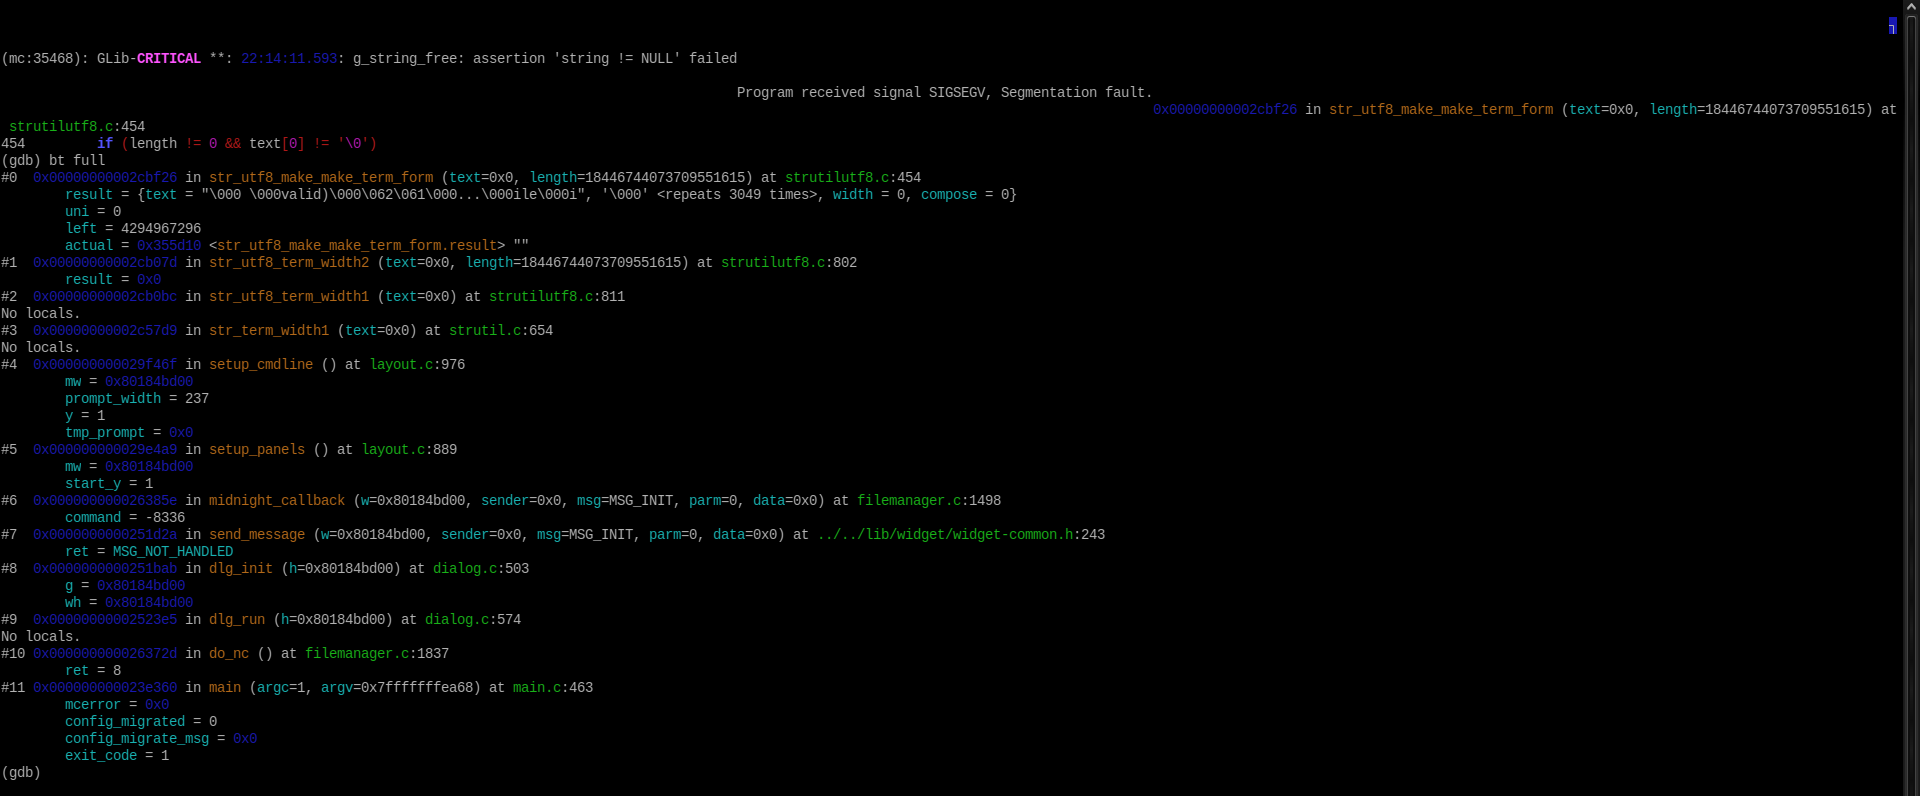 (mc:35468): GLib-CRITICAL **: 22:14:11.593: g_string_free: assertion 'string != NULL' failed
Program received signal SIGSEGV, Segmentation fault.
0x00000000002cbf26 in str_utf8_make_make_term_form (text=0x0, length=18446744073709551615) at
strutilutf8.c:454
454         if (length != 0 && text[0] != '\0')
(gdb) bt full
#0  0x00000000002cbf26 in str_utf8_make_make_term_form (text=0x0, length=18446744073709551615) at strutilutf8.c:454
        result = {text = "\000 \000valid)\000\062\061\000...\000ile\000i", '\000' <repeats 3049 times>, width = 0, compose = 0}
        uni = 0
        left = 4294967296
        actual = 0x355d10 <str_utf8_make_make_term_form.result> ""
#1  0x00000000002cb07d in str_utf8_term_width2 (text=0x0, length=18446744073709551615) at strutilutf8.c:802
        result = 0x0
#2  0x00000000002cb0bc in str_utf8_term_width1 (text=0x0) at strutilutf8.c:811
No locals.
#3  0x00000000002c57d9 in str_term_width1 (text=0x0) at strutil.c:654
No locals.
#4  0x000000000029f46f in setup_cmdline () at layout.c:976
        mw = 0x80184bd00
        prompt_width = 237
        y = 1
        tmp_prompt = 0x0
#5  0x000000000029e4a9 in setup_panels () at layout.c:889
        mw = 0x80184bd00
        start_y = 1
#6  0x000000000026385e in midnight_callback (w=0x80184bd00, sender=0x0, msg=MSG_INIT, parm=0, data=0x0) at filemanager.c:1498
        command = -8336
#7  0x0000000000251d2a in send_message (w=0x80184bd00, sender=0x0, msg=MSG_INIT, parm=0, data=0x0) at ../../lib/widget/widget-common.h:243
        ret = MSG_NOT_HANDLED
#8  0x0000000000251bab in dlg_init (h=0x80184bd00) at dialog.c:503
        g = 0x80184bd00
        wh = 0x80184bd00
#9  0x00000000002523e5 in dlg_run (h=0x80184bd00) at dialog.c:574
No locals.
#10 0x000000000026372d in do_nc () at filemanager.c:1837
        ret = 8
#11 0x000000000023e360 in main (argc=1, argv=0x7fffffffea68) at main.c:463
        mcerror = 0x0
        config_migrated = 0
        config_migrate_msg = 0x0
        exit_code = 1
(gdb)